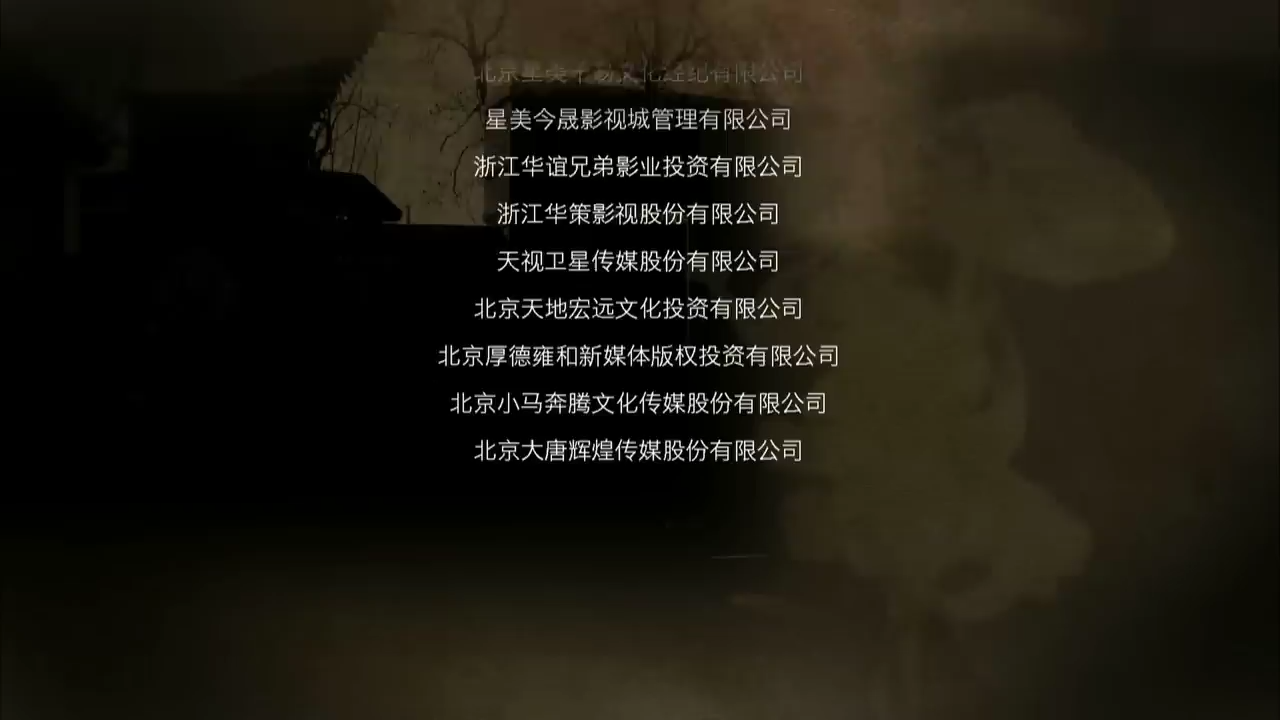 星美今晟影视城管理有限公司
浙江华谊兄弟影业投资有限公司
浙江华策影视股份有限公司
天视卫星传媒股份有限公司
北京天地宏远文化投资有限公司
北京厚德雍和新媒体版权投资有限公司
北京小马奔腾文化传媒股份有限公司
北京大唐辉煌传媒股份有限公司